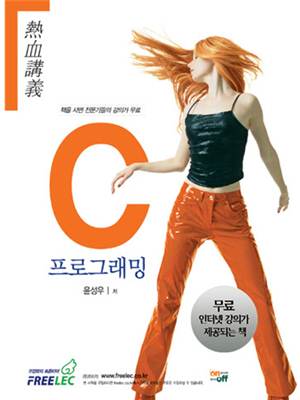 熱血講義
책을 사면 전문가들의 강의가 무료
C
프로그래밍
윤성우 | 저
무료
인터넷 강의가
제공되는 책
FREELEC
www.freelec.co.kr
on
off